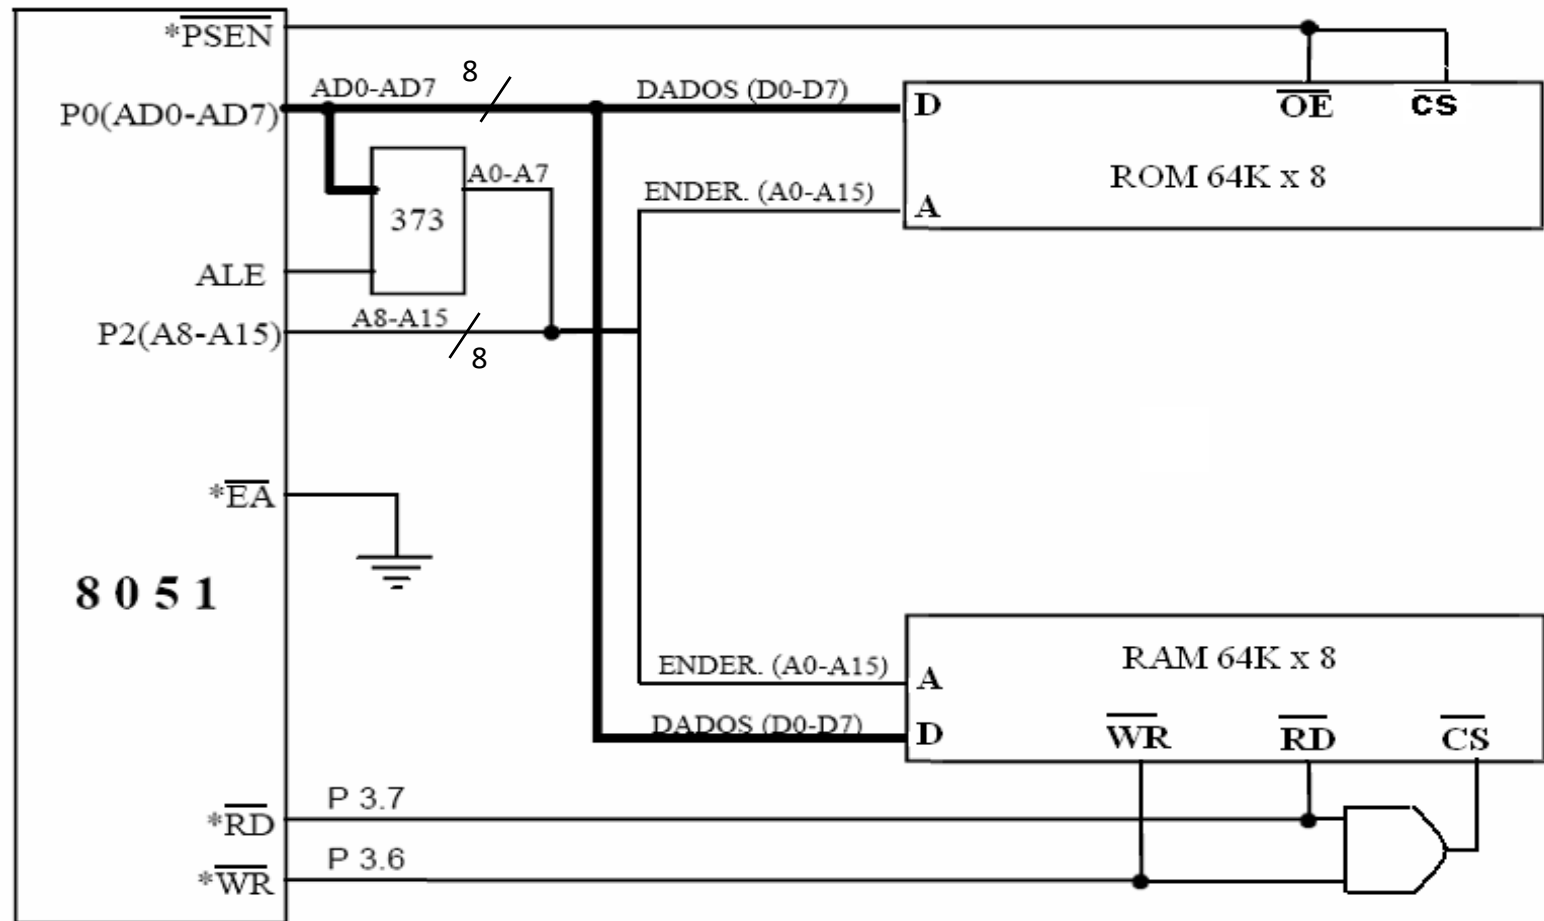 *PSEN
AD0-AD7
8
DADOS (D0-D7)
D
OE
CS
P0(AD0-AD7)
A0-A7
ENDER. (A0-A15)
ROM 64K x 8
A
373
ALE
A8-A15
P2(A8-A15)
8
*EA
8 0 5 1
RAM 64K x 8
ENDER. (A0-A15)
A
DADOS (D0-D7)
D
WR
RD
CS
P 3.7
*RD
P 3.6
*WR